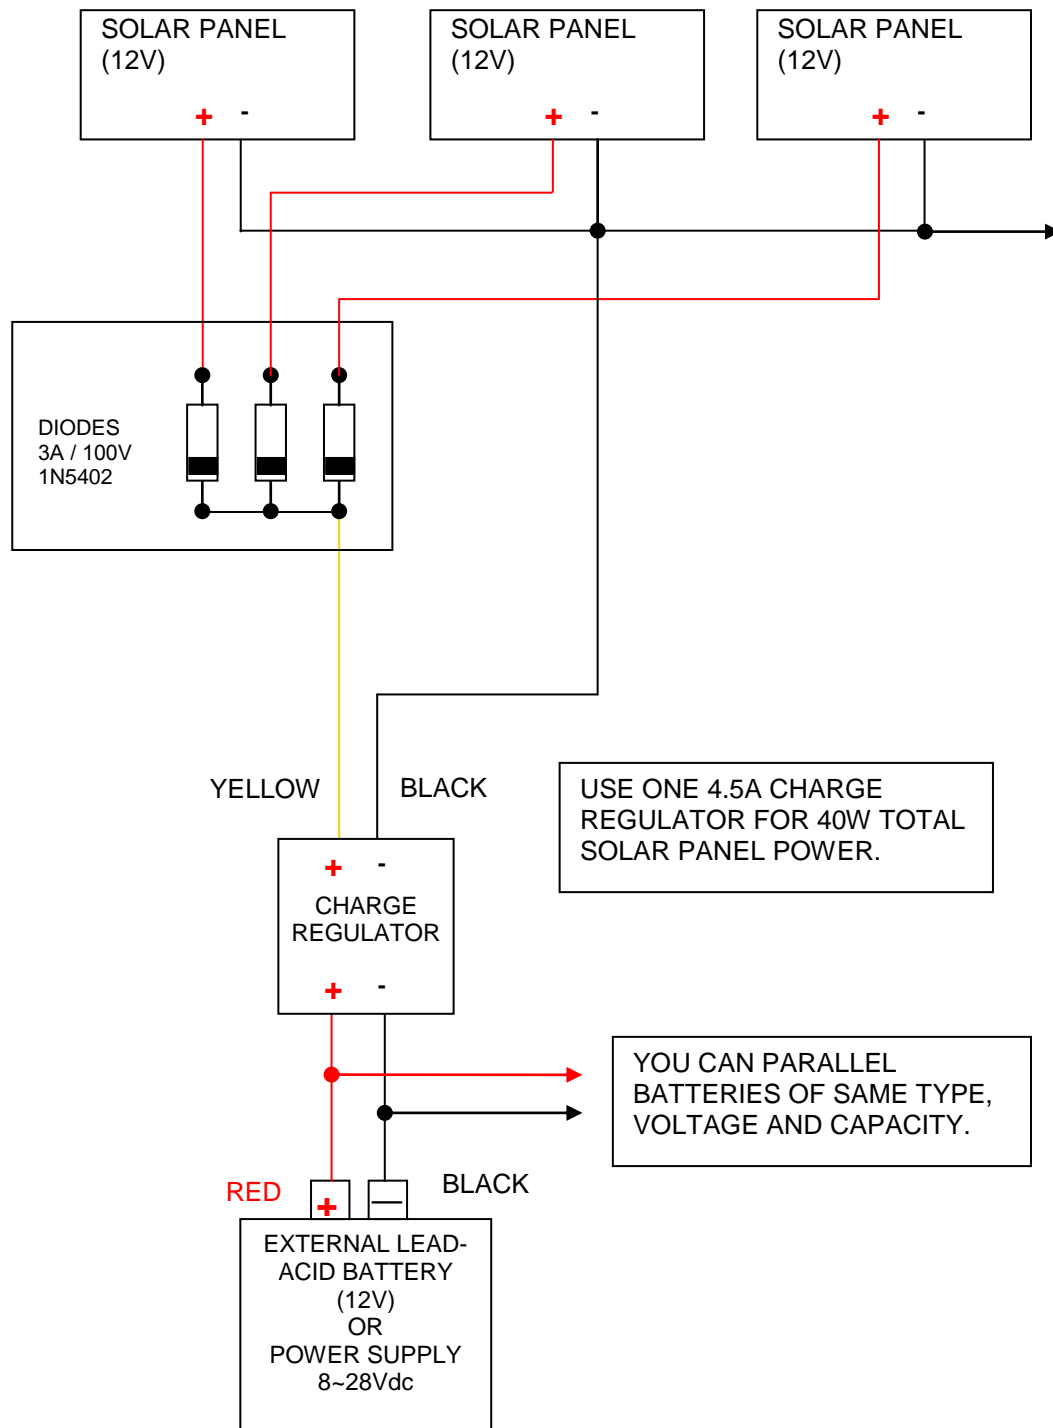 SOLAR PANEL
(12V)
+ -
SOLAR PANEL
(12V)
+ -
SOLAR PANEL
(12V)
+ -
DIODES
3A / 100V
1N5402
YELLOW
BLACK
USE ONE 4.5A CHARGE
REGULATOR FOR 40W TOTAL
SOLAR PANEL POWER.
+ -
CHARGE
REGULATOR
+ -
YOU CAN PARALLEL
BATTERIES OF SAME TYPE,
VOLTAGE AND CAPACITY.
RED
BLACK
+ —
EXTERNAL LEAD-
ACID BATTERY
(12V)
OR
POWER SUPPLY
8~28Vdc